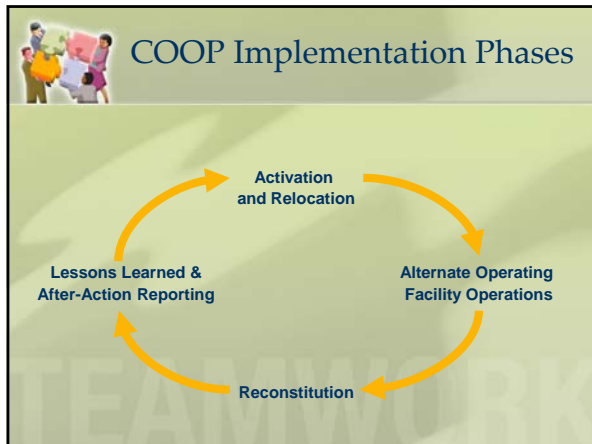 COOP Implementation Phases
Activation
and Relocation
Lessons Learned &
After-Action Reporting
Alternate Operating
Facility Operations
Reconstitution
TEAMWORK